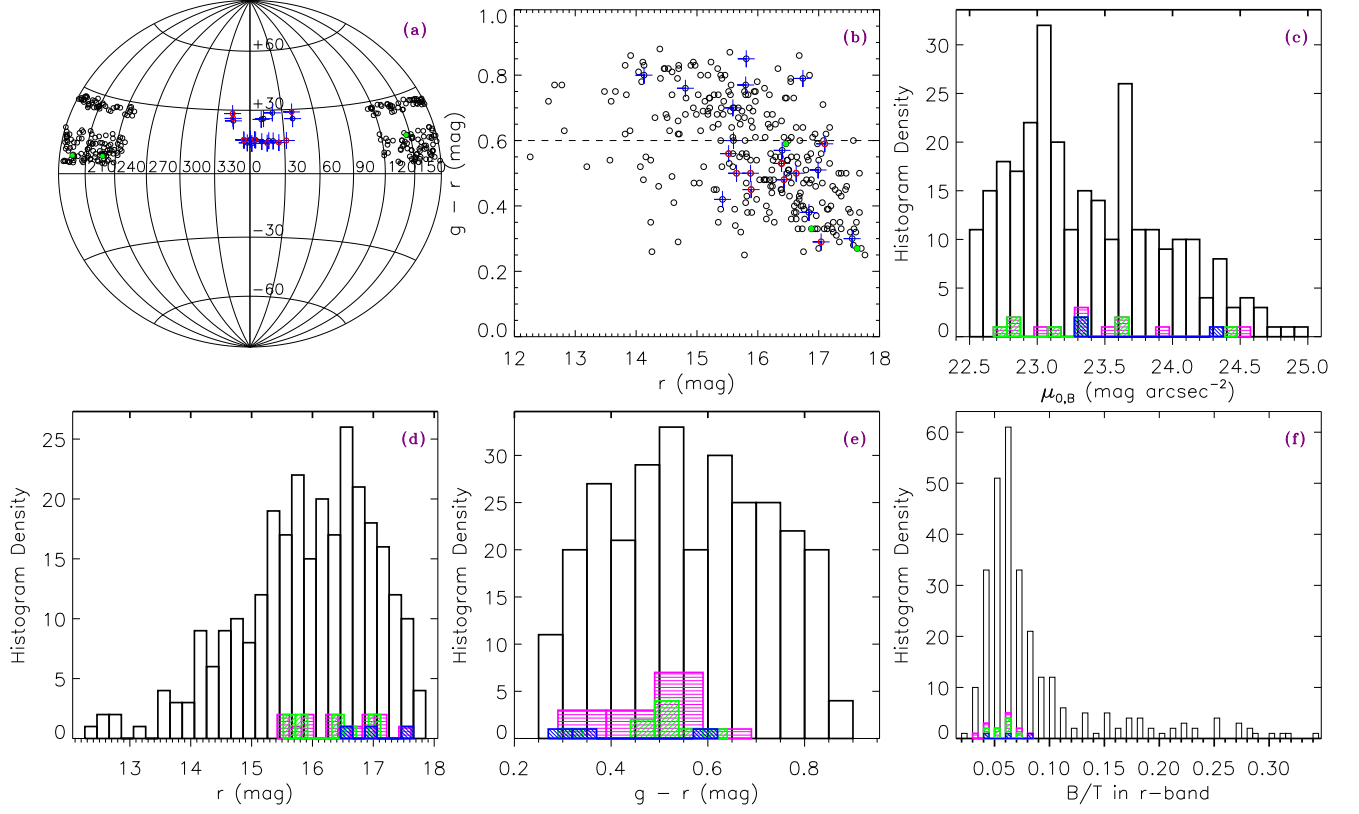 (a)
+60
+30
210 240 270 300 330 0 30 60 90 120 150
−30
−60
(b)
1.0
0.8
0.6
0.4
0.2
0.0
g − r (mag)
12 13 14 15 16 17 18
r (mag)
(c)
30
25
20
15
10
5
0
Histogram Density
22.5 23.0 23.5 24.0 24.5 25.0
μ0,B (mag arcsec−2)
(d)
25
20
15
10
5
0
Histogram Density
13 14 15 16 17 18
r (mag)
(e)
30
25
20
15
10
5
0
Histogram Density
0.2 0.4 0.6 0.8
g − r (mag)
(f)
60
50
40
30
20
10
0
Histogram Density
0.05 0.10 0.15 0.20 0.25 0.30
B/T in r−band